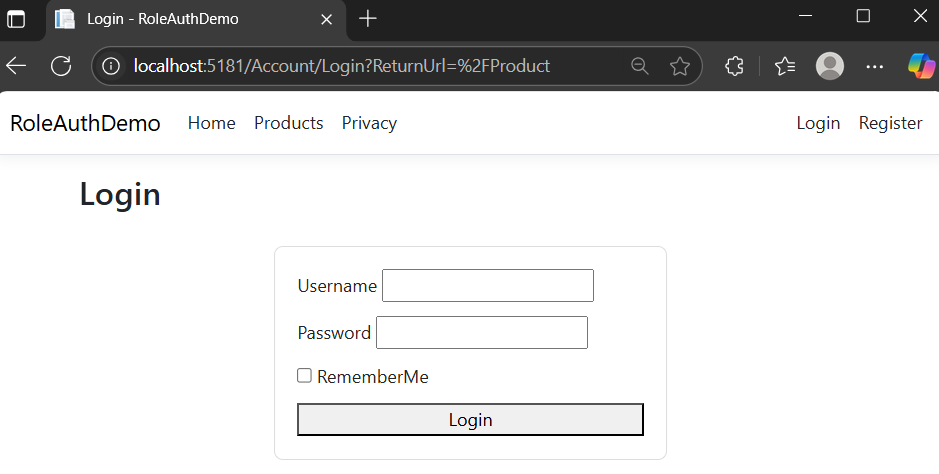 Login - RoleAuthDemo
localhost:5181/Account/Login?ReturnUrl=%2FProduct
RoleAuthDemo Home Products Privacy Login Register
Login
Username
Password
RememberMe
Login